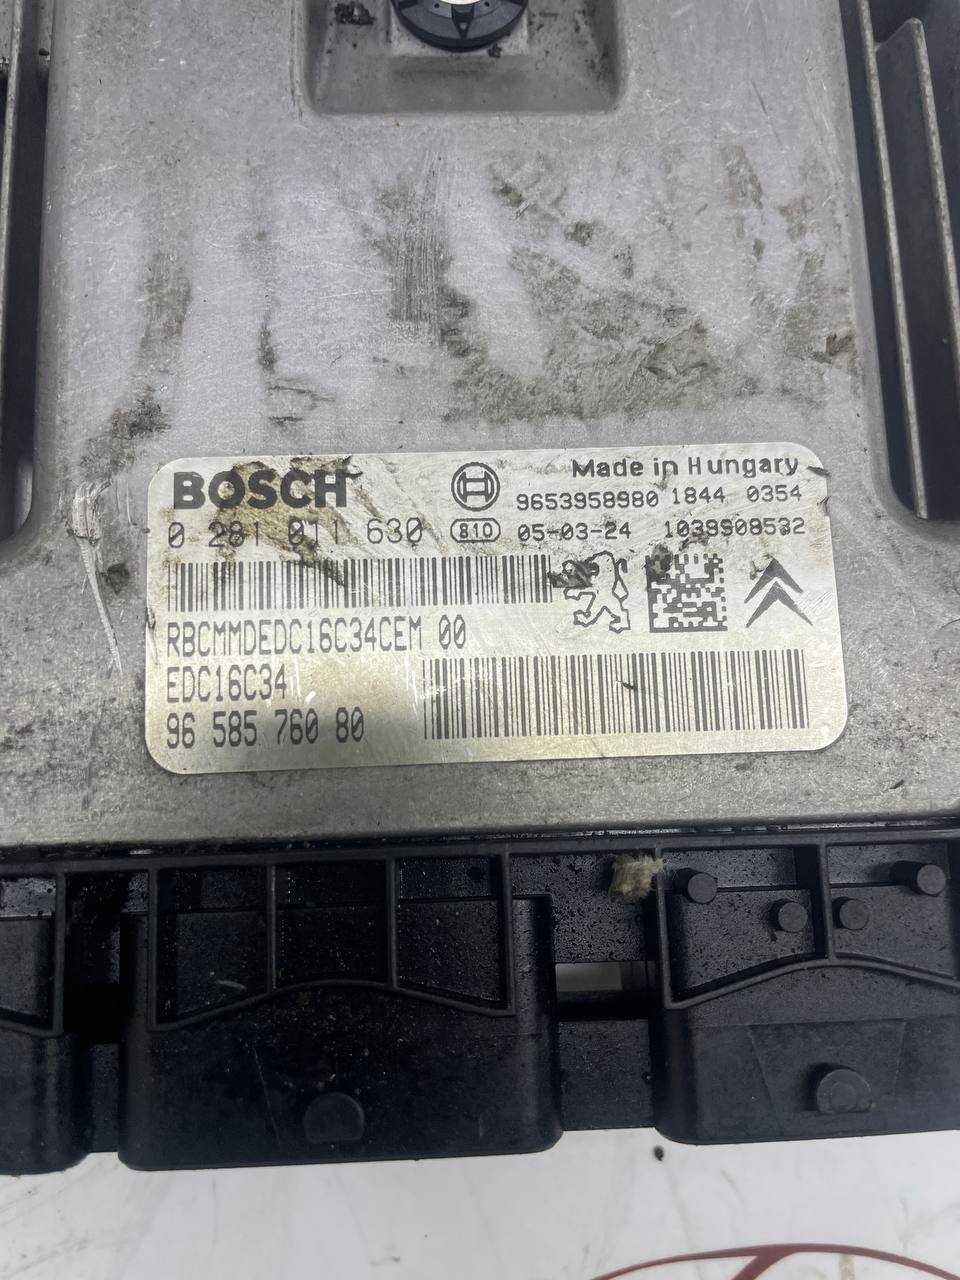 BOSCH
Made in Hungary
9653958980 1844 0354
0 281 011 630 810 05-03-24 1039S08532
RBCMMDEDC16C34CEM 00
EDC16C34
96 585 760 80